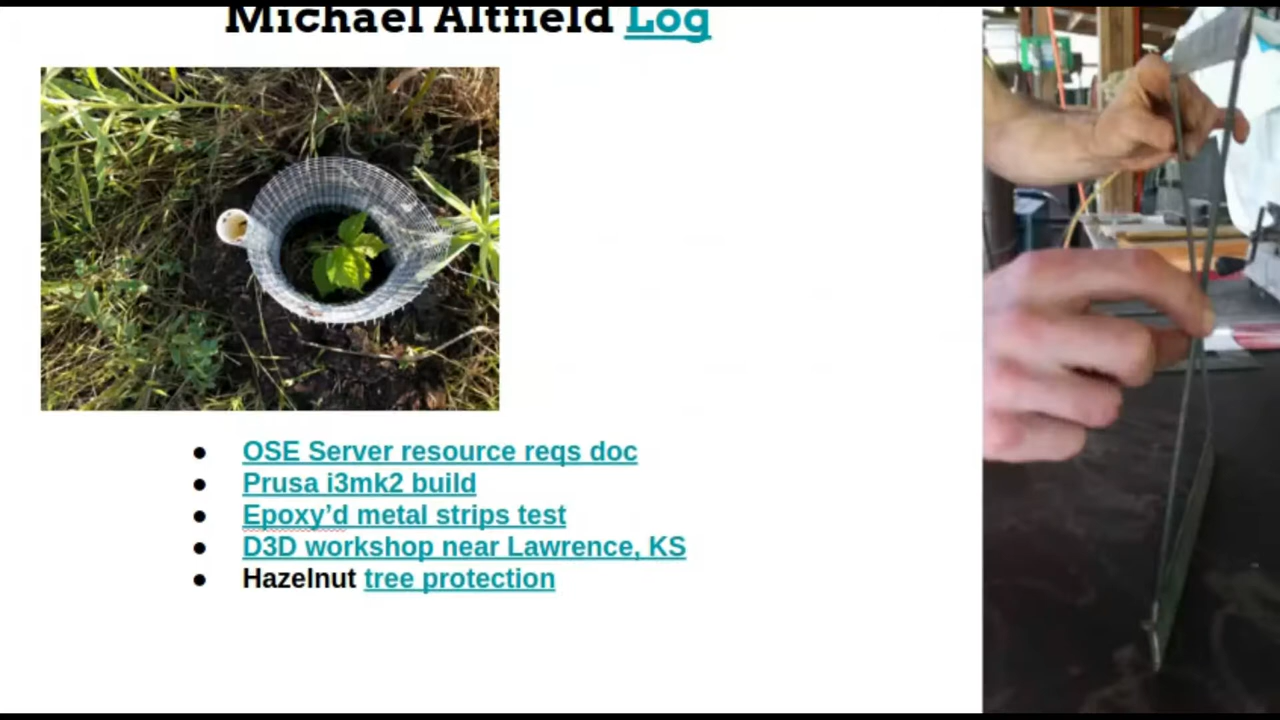 Michael Altfield Log
● OSE Server resource reqs doc
● Prusa i3mk2 build
● Epoxy’d metal strips test
● D3D workshop near Lawrence, KS
● Hazelnut tree protection